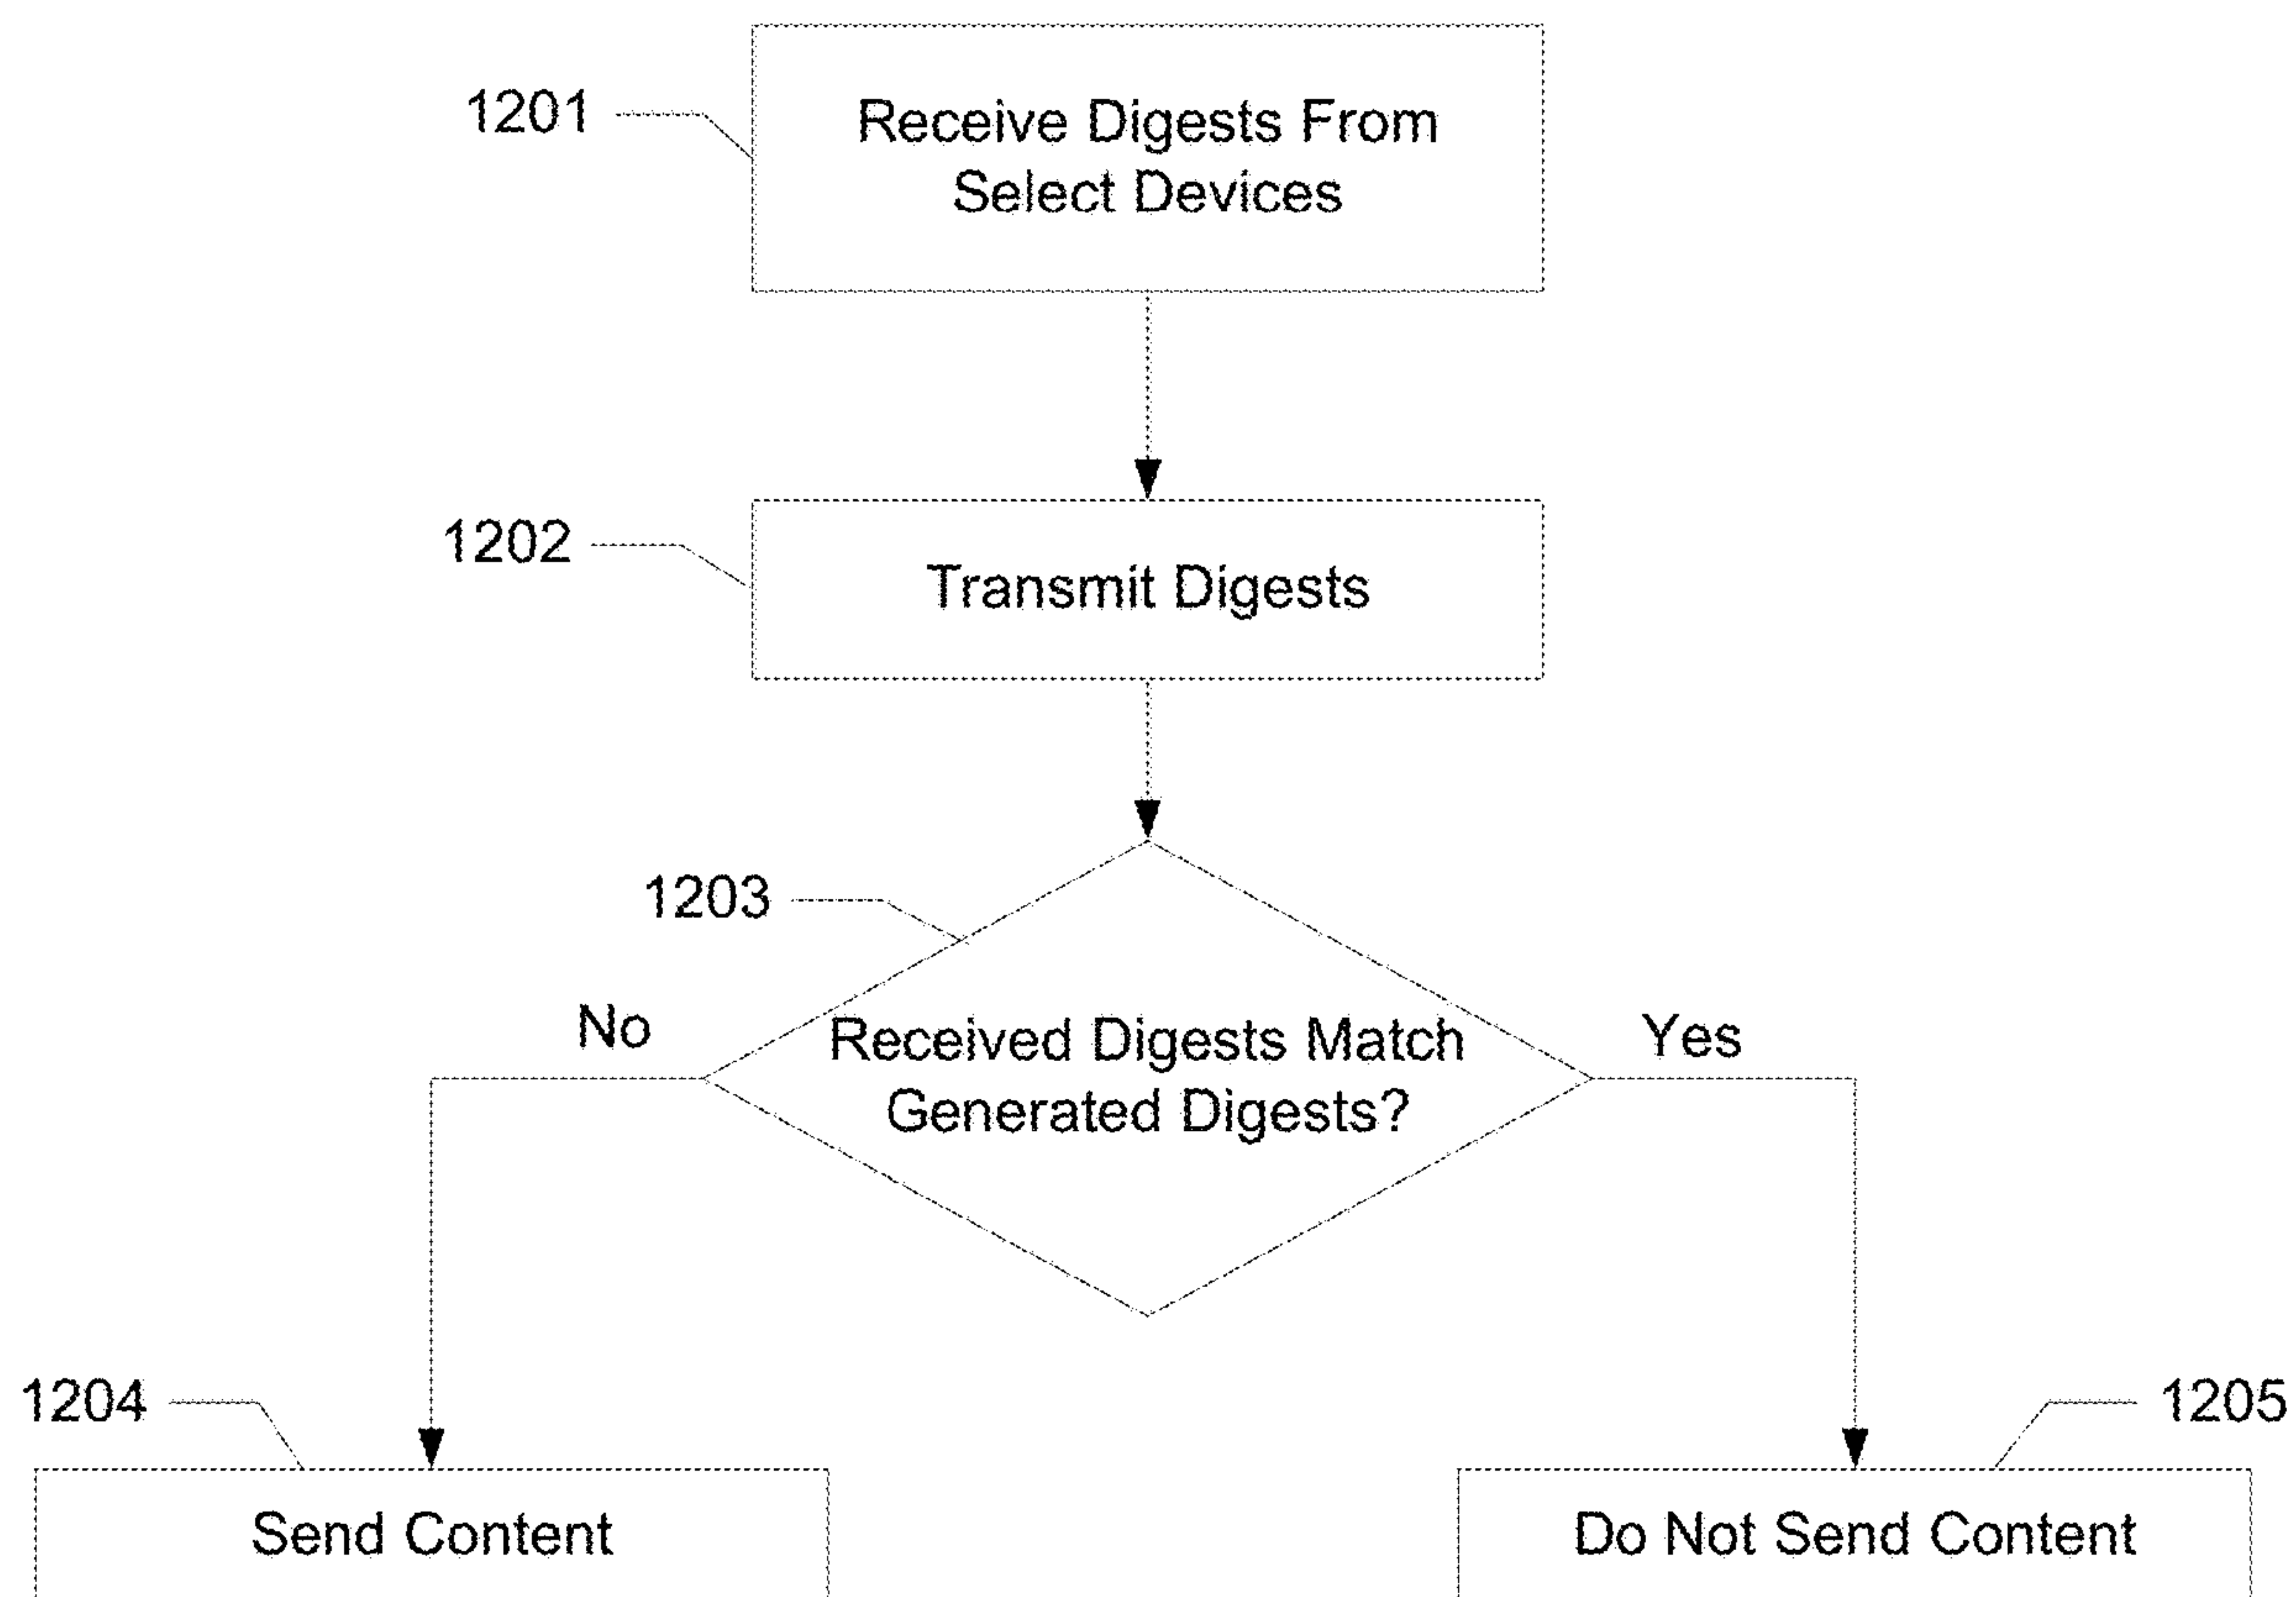 1201
Receive Digests From
Select Devices
1202
Transmit Digests
1203
No
Received Digests Match
Generated Digests?
Yes
1204
1205
Send Content
Do Not Send Content